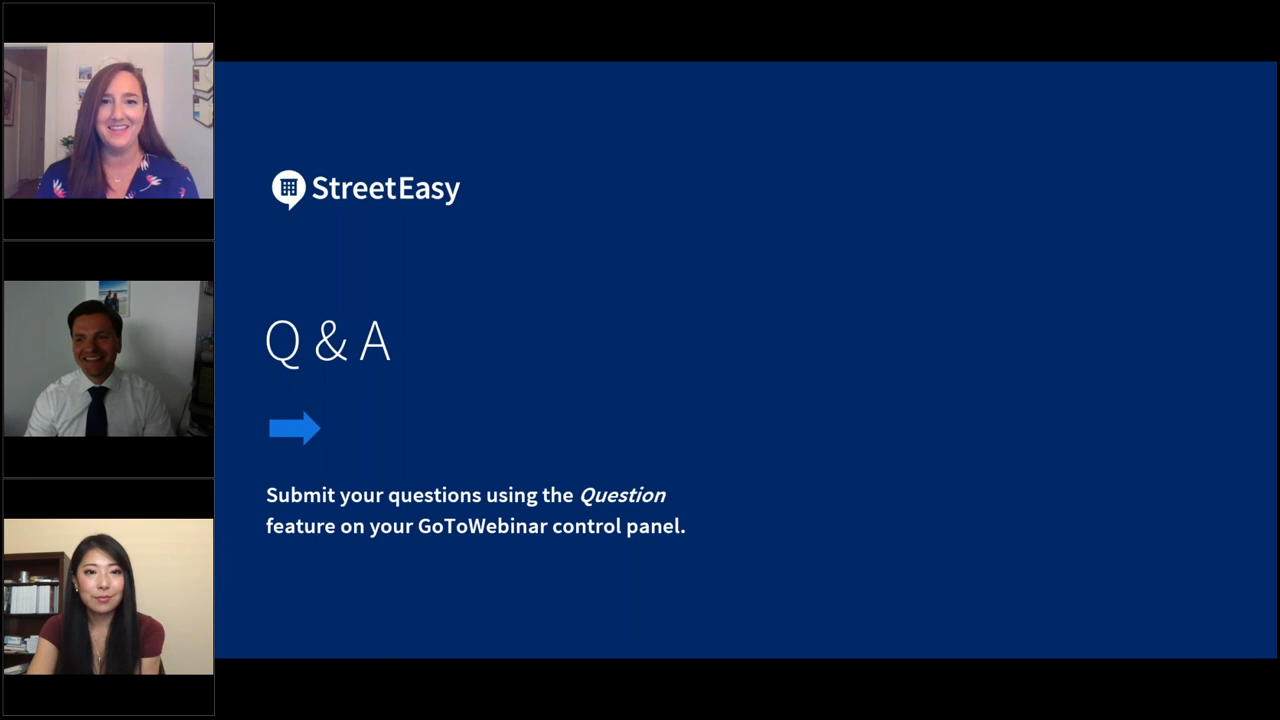 StreetEasy
Q & A
Submit your questions using the Question
feature on your GoToWebinar control panel.